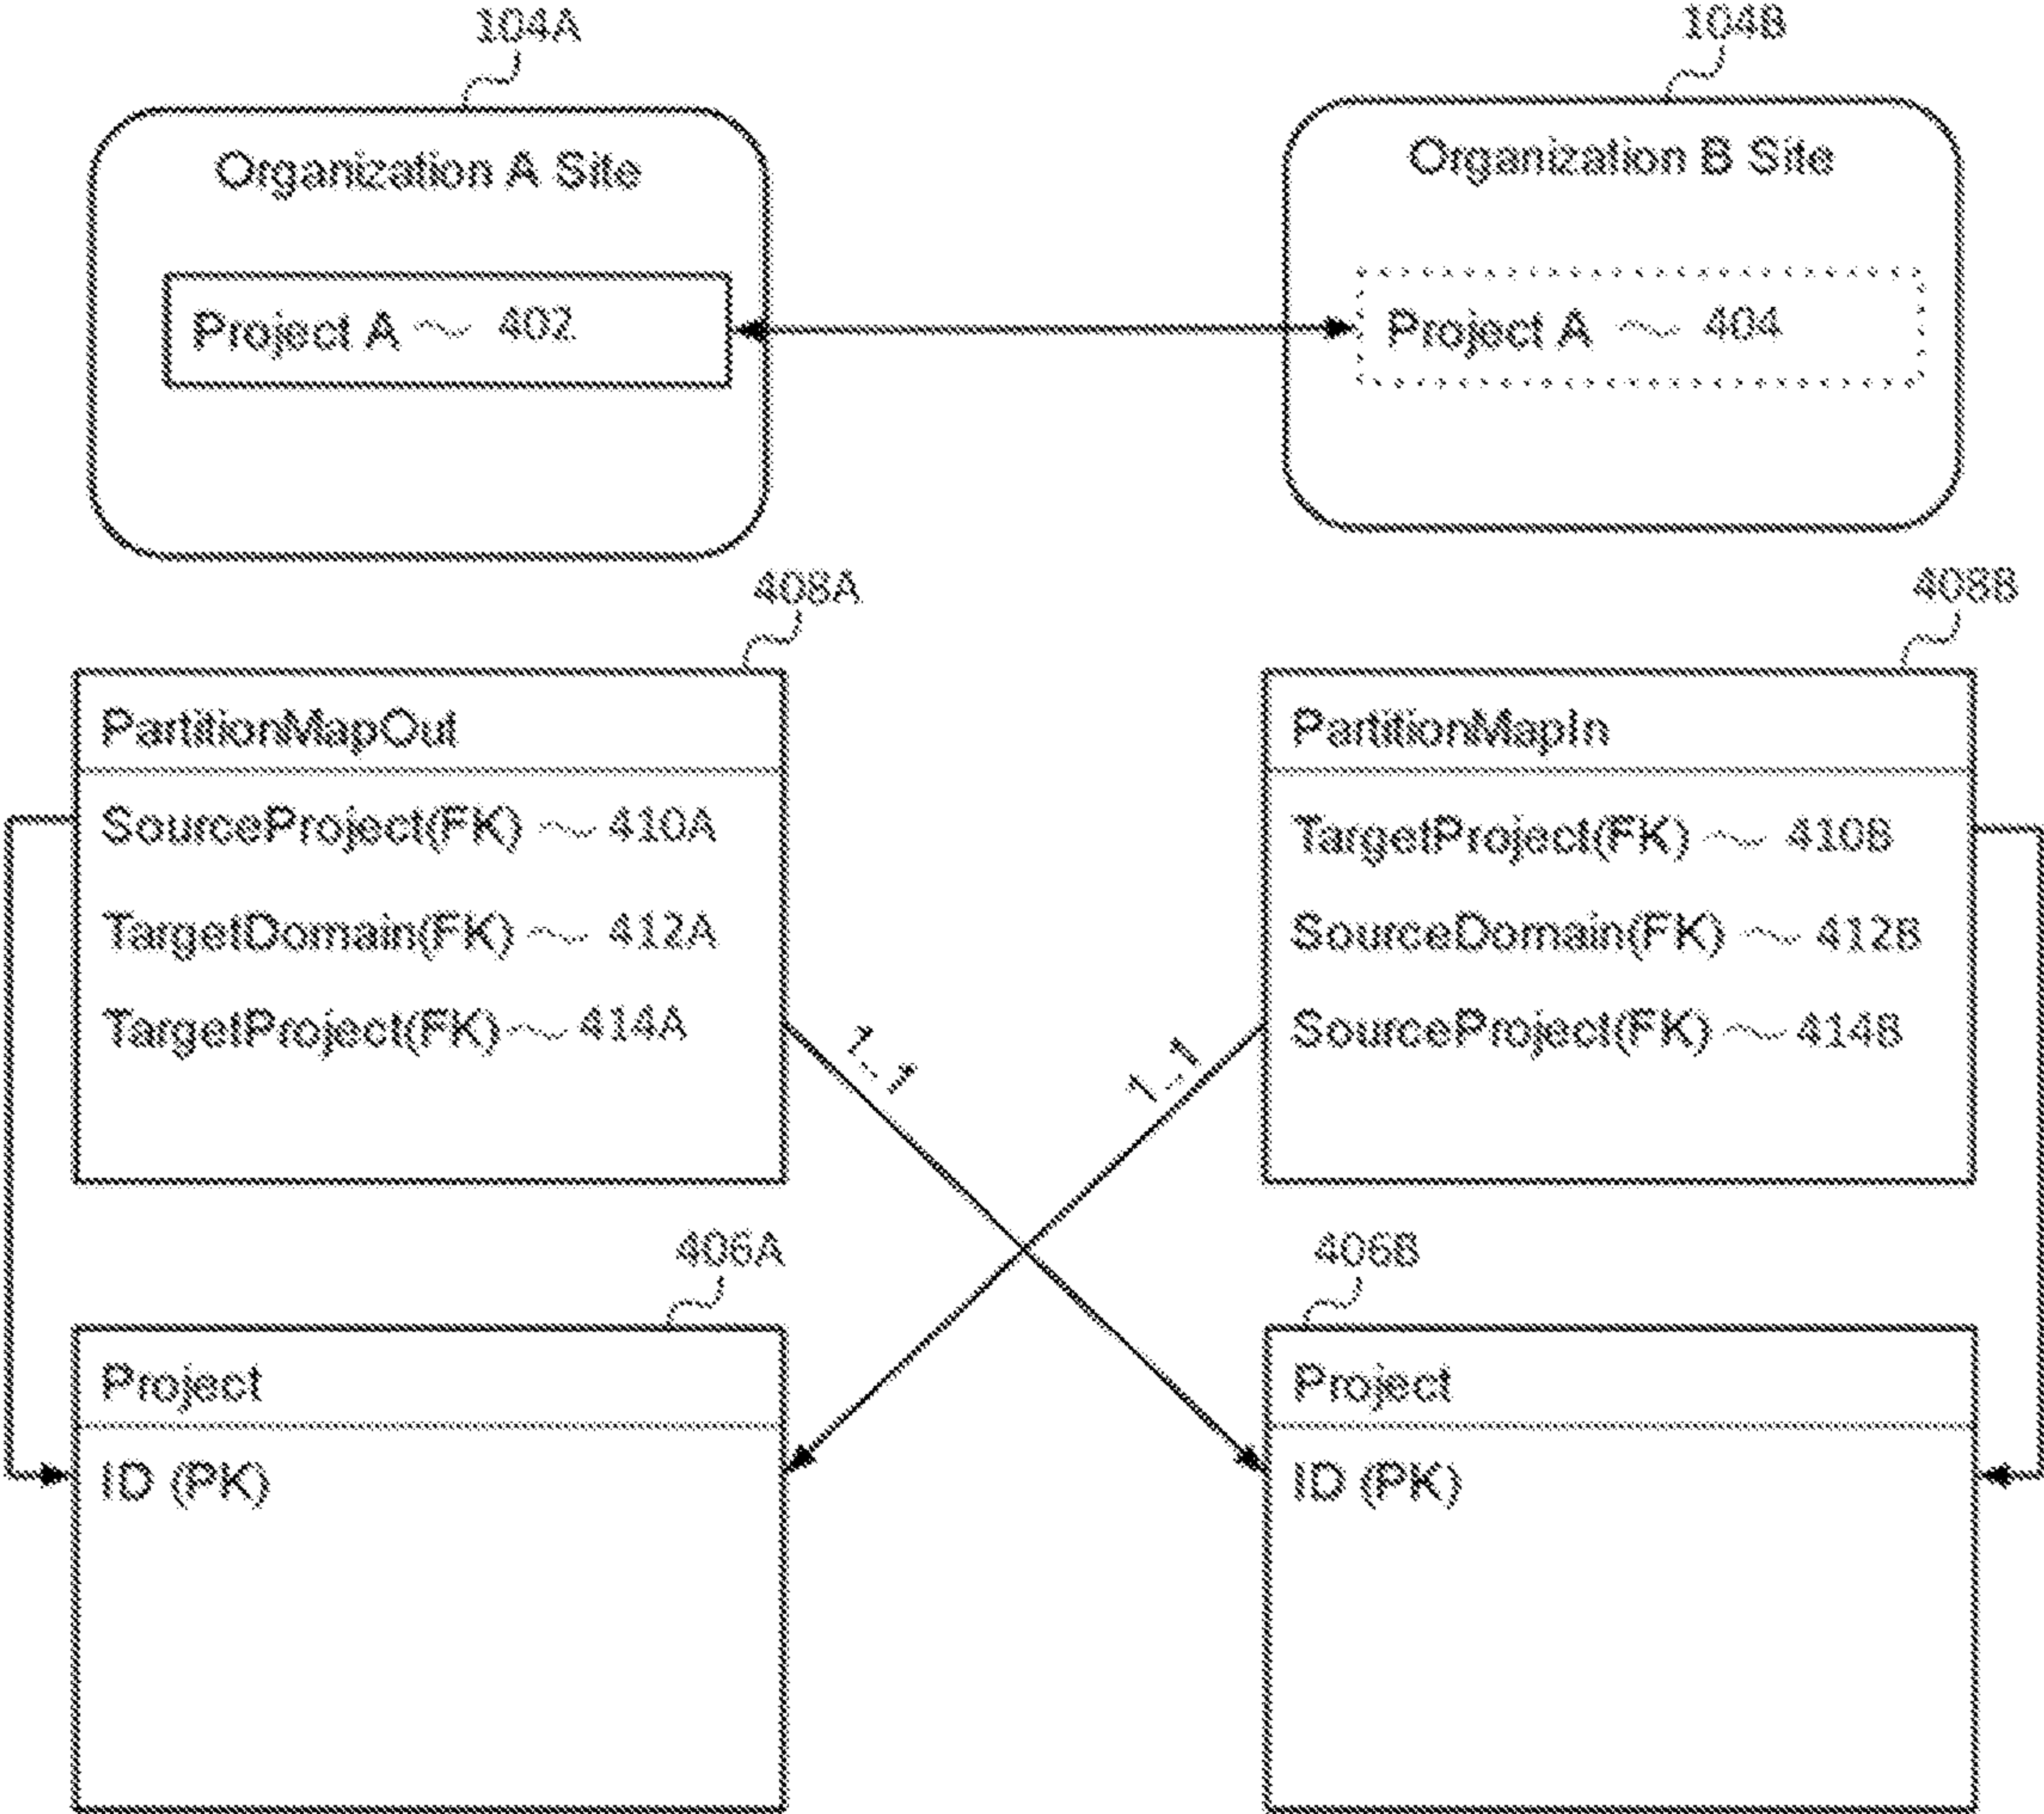 104A
104B
Organization A Site
Organization B Site
Project A ~ 402
Project A ~ 404
408A
408B
PartitionMapOut
SourceProject(FK) ~ 410A
TargetDomain(FK) ~ 412A
TargetProject(FK) ~ 414A
PartitionMapIn
TargetProject(FK) ~ 410B
SourceDomain(FK) ~ 412B
SourceProject(FK) ~ 414B
1..1
1..1
406A
406B
Project
ID (PK)
Project
ID (PK)